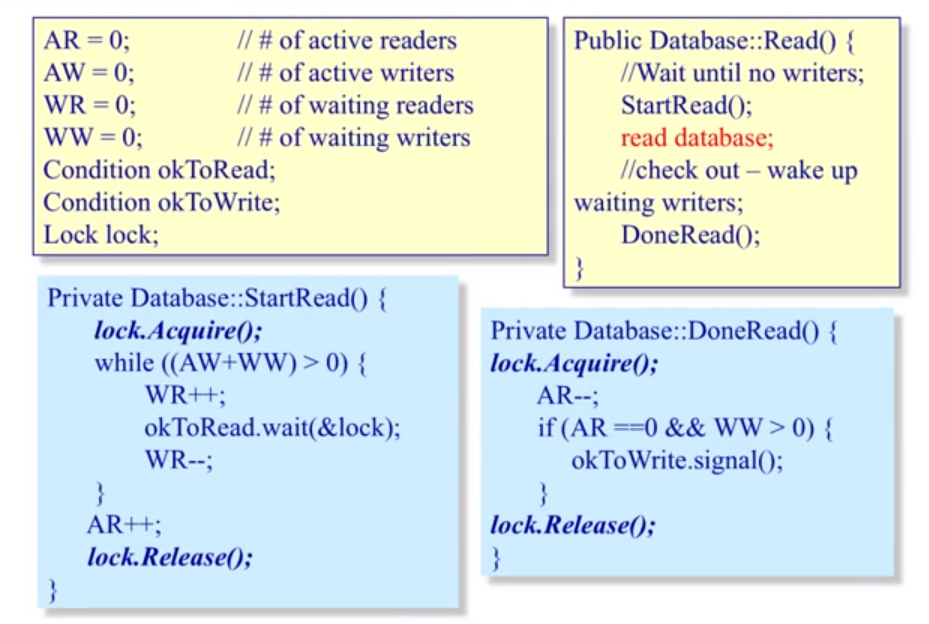 AR = 0; // # of active readers
AW = 0; // # of active writers
WR = 0; // # of waiting readers
WW = 0; // # of waiting writers
Condition okToRead;
Condition okToWrite;
Lock lock;
Public Database::Read() {
//Wait until no writers;
StartRead();
read database;
//check out – wake up
waiting writers;
DoneRead();
}
Private Database::StartRead() {
lock.Acquire();
while ((AW+WW) > 0) {
WR++;
okToRead.wait(&lock);
WR--;
}
AR++;
lock.Release();
}
Private Database::DoneRead() {
lock.Acquire();
AR--;
if (AR ==0 && WW > 0) {
okToWrite.signal();
}
lock.Release();
}